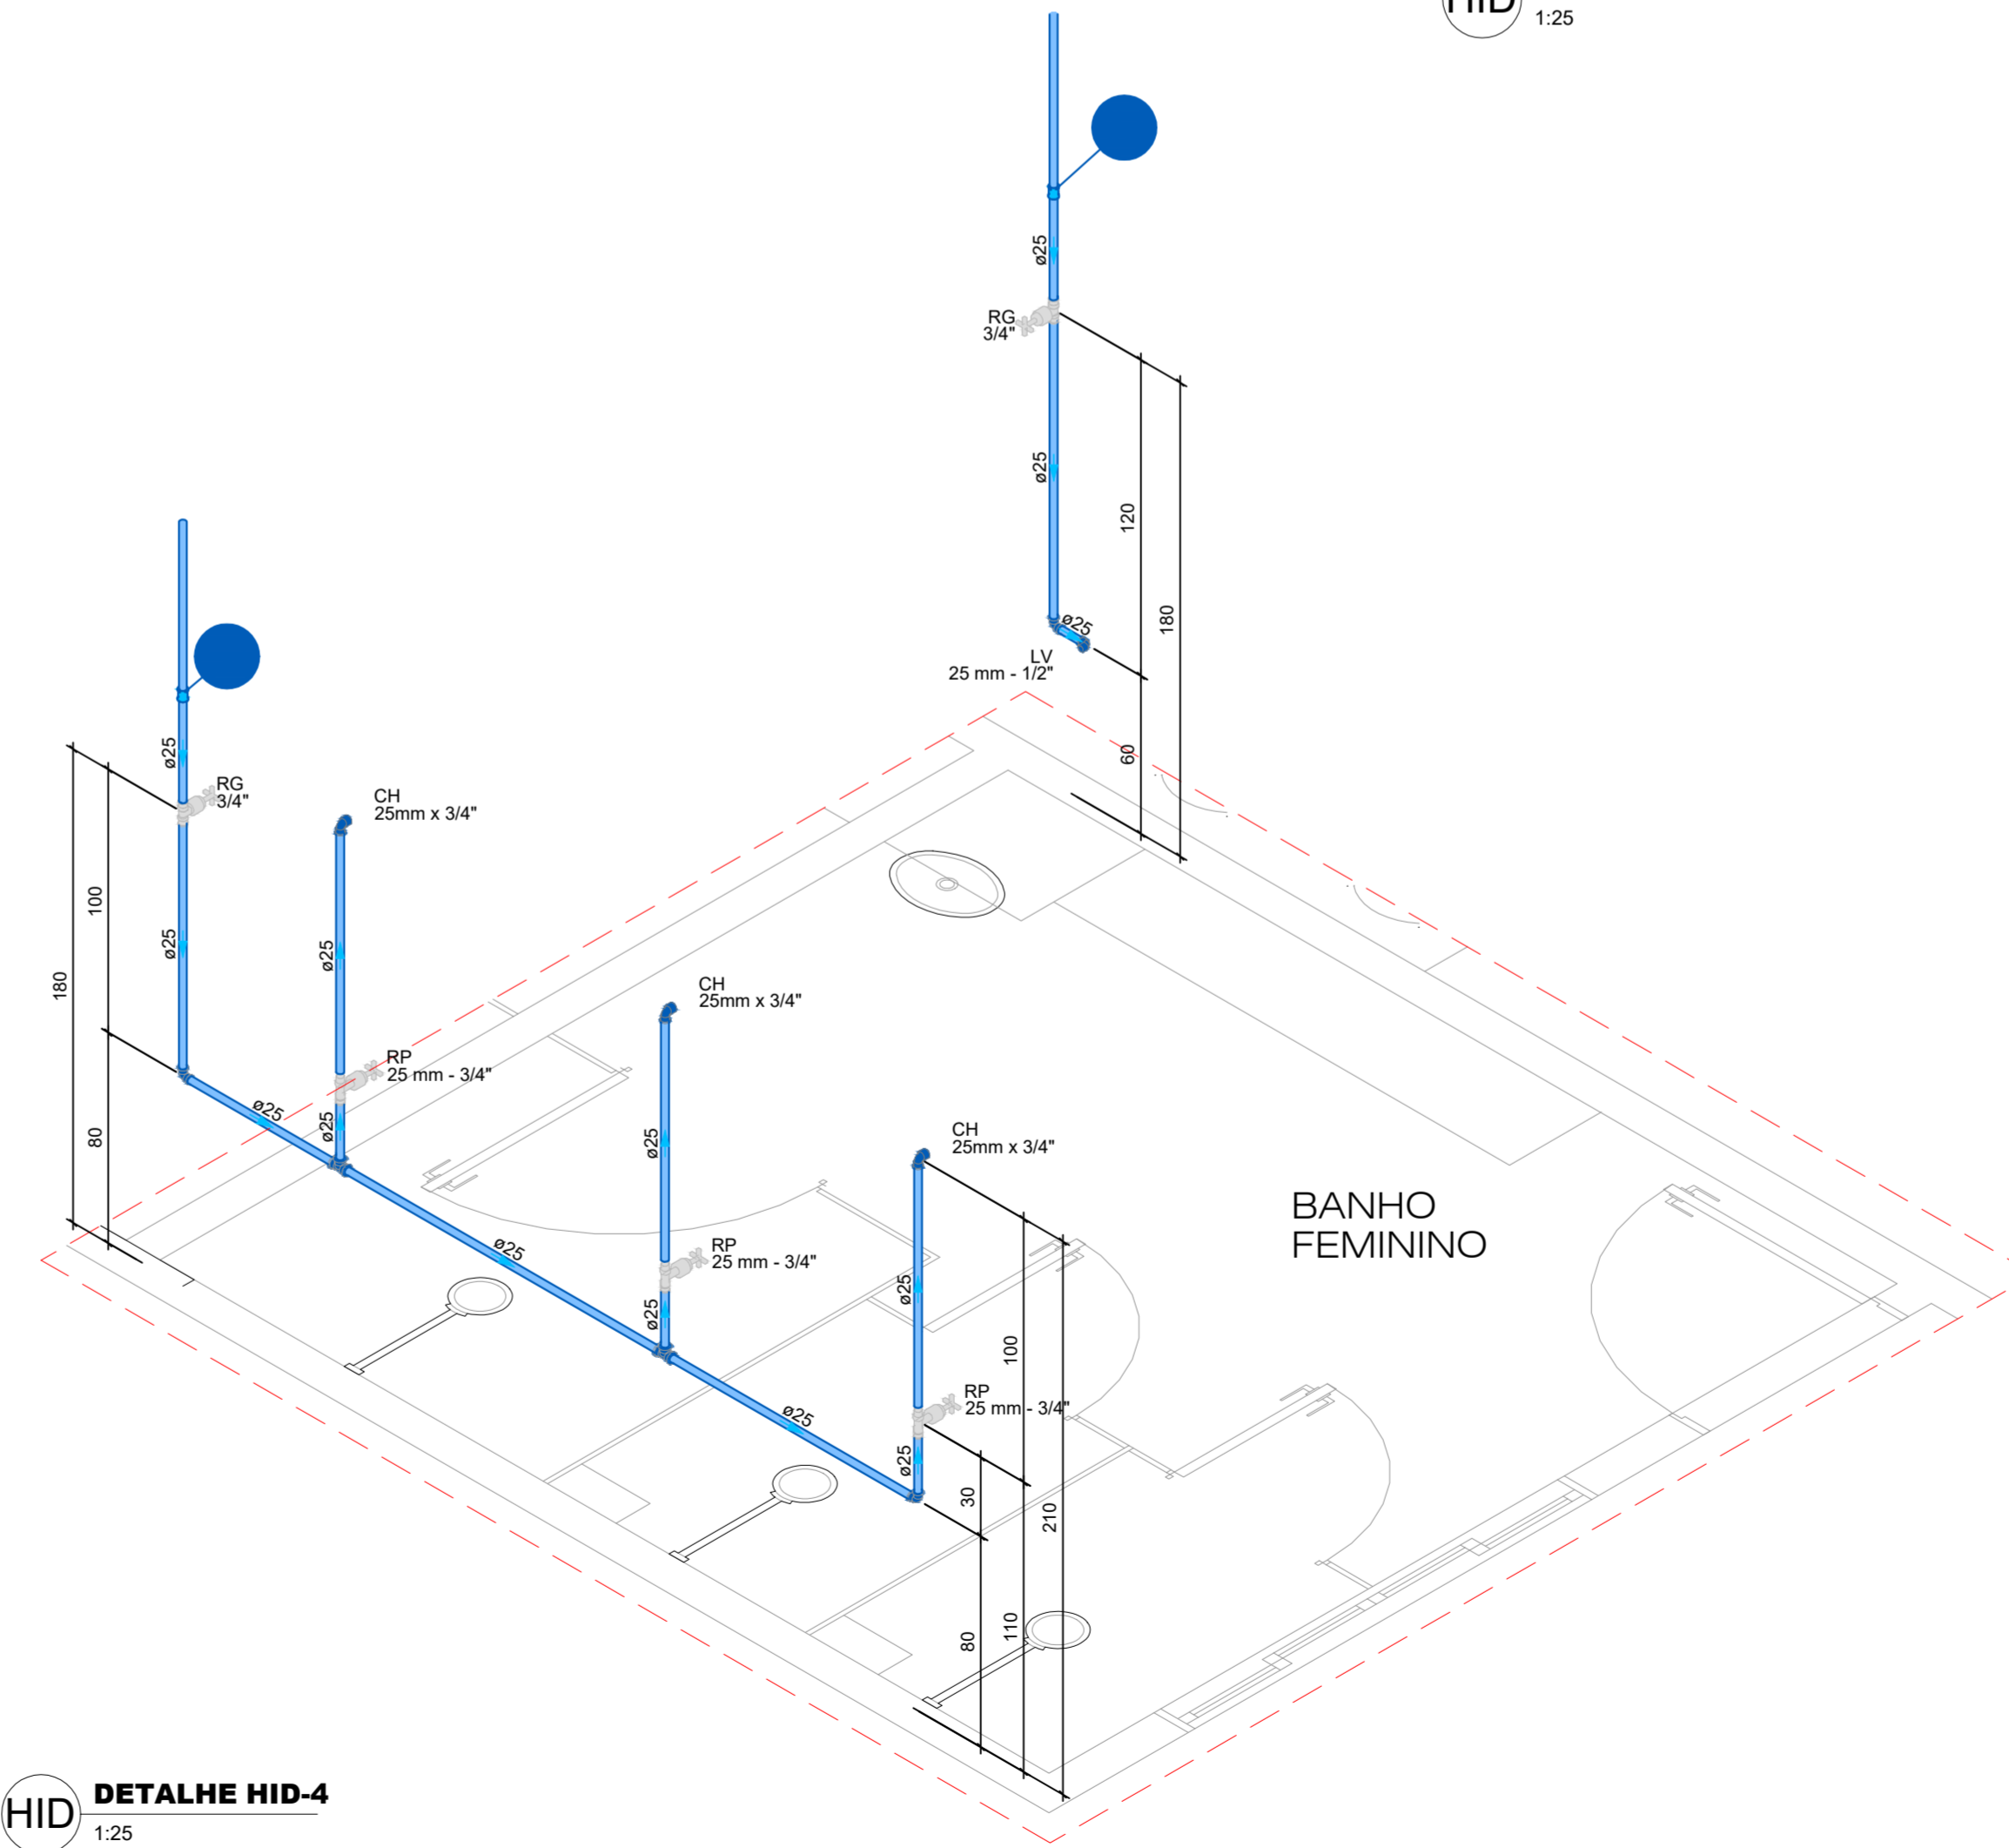 HID
1:25
ø25
RG
3/4"
ø25
120
180
ø25
LV
25 mm - 1/2"
60
ø25
RG
3/4"
CH
25mm x 3/4"
100
ø25
ø25
180
CH
25mm x 3/4"
RP
25 mm - 3/4"
ø25
ø25
80
ø25
CH
25mm x 3/4"
BANHO
FEMININO
ø25
RP
25 mm - 3/4"
ø25
ø25
100
RP
25 mm - 3/4"
ø25
ø25
30
210
110
80
HID
DETALHE HID-4
1:25